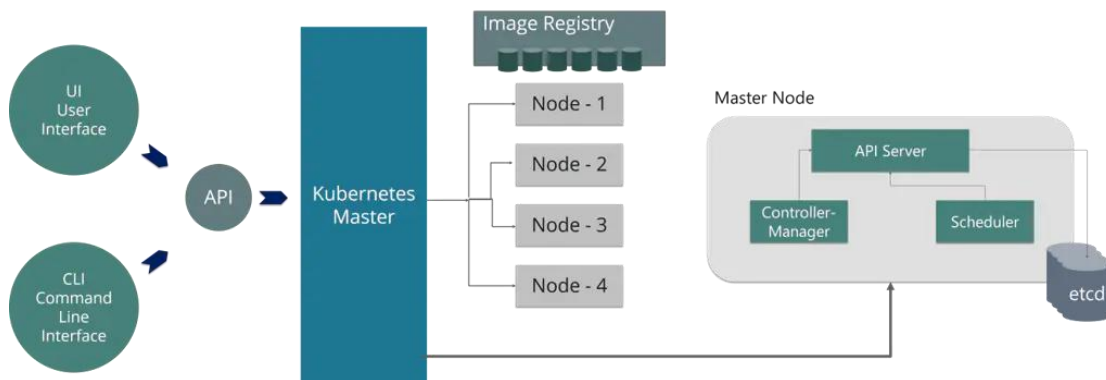 UI
User
Interface
CLI
Command
Line
Interface
API
Kubernetes
Master
Image Registry
Node - 1
Node - 2
Node - 3
Node - 4
Master Node
API Server
Controller-
Manager
Scheduler
etcd